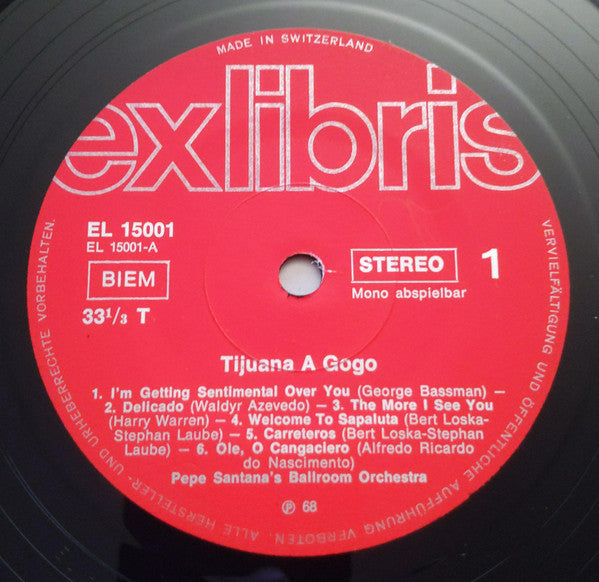 MADE IN SWITZERLAND
exlibris
EL 15001
EL 15001-A
BIEM
33¹/₃ T
STEREO
1
Mono abspielbar
Tijuana A Gogo
1. I'm Getting Sentimental Over You (George Bassman) —
2. Delicado (Waldyr Azevedo) — 3. The More I See You
(Harry Warren) — 4. Welcome To Sapaluta (Bert Loska-
Stephan Laube) — 5. Carreteros (Bert Loska-Stephan
Laube) — 6. Ole, O Cangaciero (Alfredo Ricardo
do Nascimento)
Pepe Santana's Ballroom Orchestra
Ⓟ 68
ALLE HERSTELLER- UND URHEBERRECHTE VORBEHALTEN. VERVIELFÄLTIGUNG UND ÖFFENTLICHE AUFFÜHRUNG VERBOTEN.